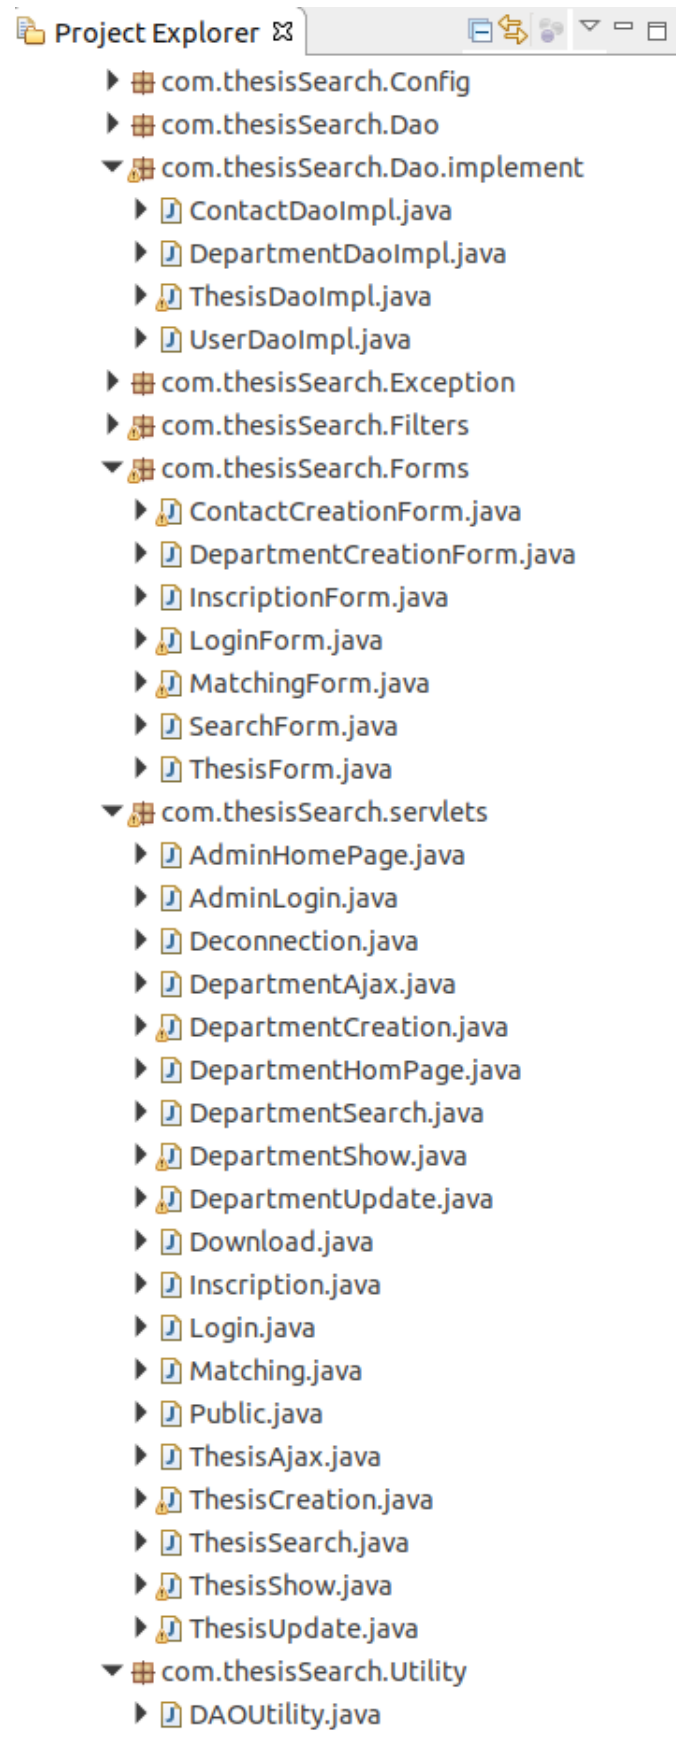 Project Explorer
com.thesisSearch.Config
com.thesisSearch.Dao
com.thesisSearch.Dao.implement
ContactDaoImpl.java
DepartmentDaoImpl.java
ThesisDaoImpl.java
UserDaoImpl.java
com.thesisSearch.Exception
com.thesisSearch.Filters
com.thesisSearch.Forms
ContactCreationForm.java
DepartmentCreationForm.java
InscriptionForm.java
LoginForm.java
MatchingForm.java
SearchForm.java
ThesisForm.java
com.thesisSearch.servlets
AdminHomePage.java
AdminLogin.java
Deconnection.java
DepartmentAjax.java
DepartmentCreation.java
DepartmentHomPage.java
DepartmentSearch.java
DepartmentShow.java
DepartmentUpdate.java
Download.java
Inscription.java
Login.java
Matching.java
Public.java
ThesisAjax.java
ThesisCreation.java
ThesisSearch.java
ThesisShow.java
ThesisUpdate.java
com.thesisSearch.Utility
DAOUtility.java